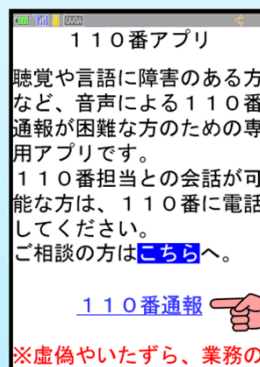 110番アプリ
聴覚や言語に障害のある方
など、音声による110番
通報が困難な方のための専
用アプリです。
110番担当との会話が可
能な方は、110番に電話
してください。
ご相談の方はこちらへ。
110番通報
※虚偽やいたずら、業務の